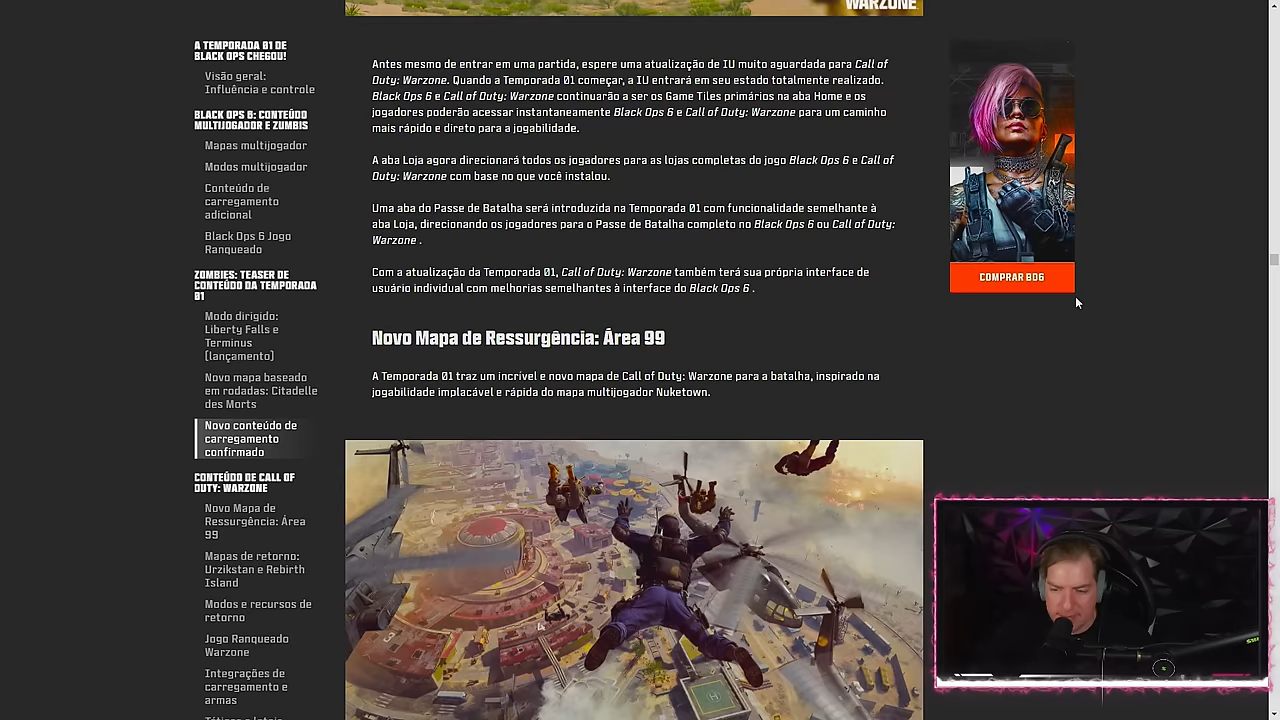 WARZONE
A TEMPORADA 01 DE
BLACK OPS CHEGOU!
Visão geral:
Influência e controle
BLACK OPS 6: CONTEÚDO
MULTIJOGADOR E ZUMBIS
Mapas multijogador
Modos multijogador
Conteúdo de
carregamento
adicional
Black Ops 6 Jogo
Ranqueado
ZOMBIES: TEASER DE
CONTEÚDO DA TEMPORADA
01
Modo dirigido:
Liberty Falls e
Terminus
(lançamento)
Novo mapa baseado
em rodadas: Citadelle
des Morts
Novo conteúdo de
carregamento
confirmado
CONTEÚDO DE CALL OF
DUTY: WARZONE
Novo Mapa de
Ressurgência: Área
99
Mapas de retorno:
Urzikstan e Rebirth
Island
Modos e recursos de
retorno
Jogo Ranqueado
Warzone
Integrações de
carregamento e
armas
Antes mesmo de entrar em uma partida, espere uma atualização de IU muito aguardada para Call of
Duty: Warzone. Quando a Temporada 01 começar, a IU entrará em seu estado totalmente realizado.
Black Ops 6 e Call of Duty: Warzone continuarão a ser os Game Tiles primários na aba Home e os
jogadores poderão acessar instantaneamente Black Ops 6 e Call of Duty: Warzone para um caminho
mais rápido e direto para a jogabilidade.
A aba Loja agora direcionará todos os jogadores para as lojas completas do jogo Black Ops 6 e Call of
Duty: Warzone com base no que você instalou.
Uma aba do Passe de Batalha será introduzida na Temporada 01 com funcionalidade semelhante à
aba Loja, direcionando os jogadores para o Passe de Batalha completo no Black Ops 6 ou Call of Duty:
Warzone .
Com a atualização da Temporada 01, Call of Duty: Warzone também terá sua própria interface de
usuário individual com melhorias semelhantes à interface do Black Ops 6 .
Novo Mapa de Ressurgência: Área 99
A Temporada 01 traz um incrível e novo mapa de Call of Duty: Warzone para a batalha, inspirado na
jogabilidade implacável e rápida do mapa multijogador Nuketown.
COMPRAR BO6